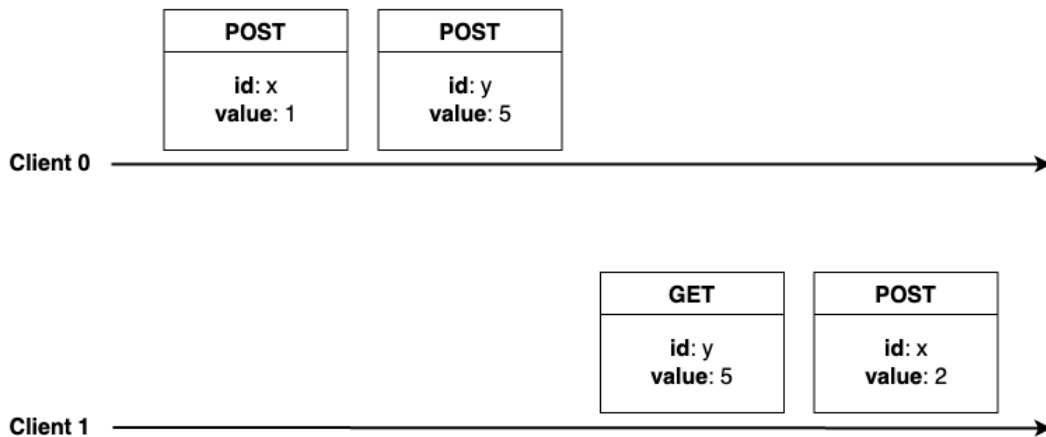 POST
id: x
value: 1
POST
id: y
value: 5
Client 0
GET
id: y
value: 5
POST
id: x
value: 2
Client 1